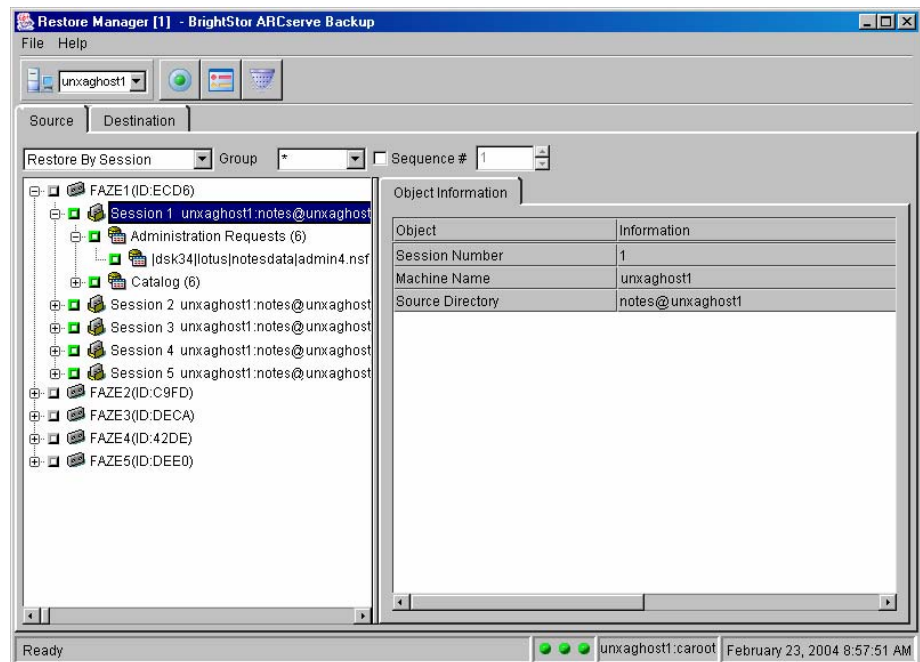 Restore Manager [1] - BrightStor ARCserve Backup
File Help
unxaghost1
Source Destination
Restore By Session Group * Sequence # 1
FAZE1(ID:ECD6)
Session 1 unxaghost1:notes@unxaghost
Administration Requests (6)
|dsk34|lotus|notesdata|admin4.nsf
Catalog (6)
Session 2 unxaghost1:notes@unxaghost
Session 3 unxaghost1:notes@unxaghost
Session 4 unxaghost1:notes@unxaghost
Session 5 unxaghost1:notes@unxaghost
FAZE2(ID:C9FD)
FAZE3(ID:DECA)
FAZE4(ID:42DE)
FAZE5(ID:DEE0)
Object Information
Object Information
Session Number 1
Machine Name unxaghost1
Source Directory notes@unxaghost1
Ready unxaghost1:caroot February 23, 2004 8:57:51 AM